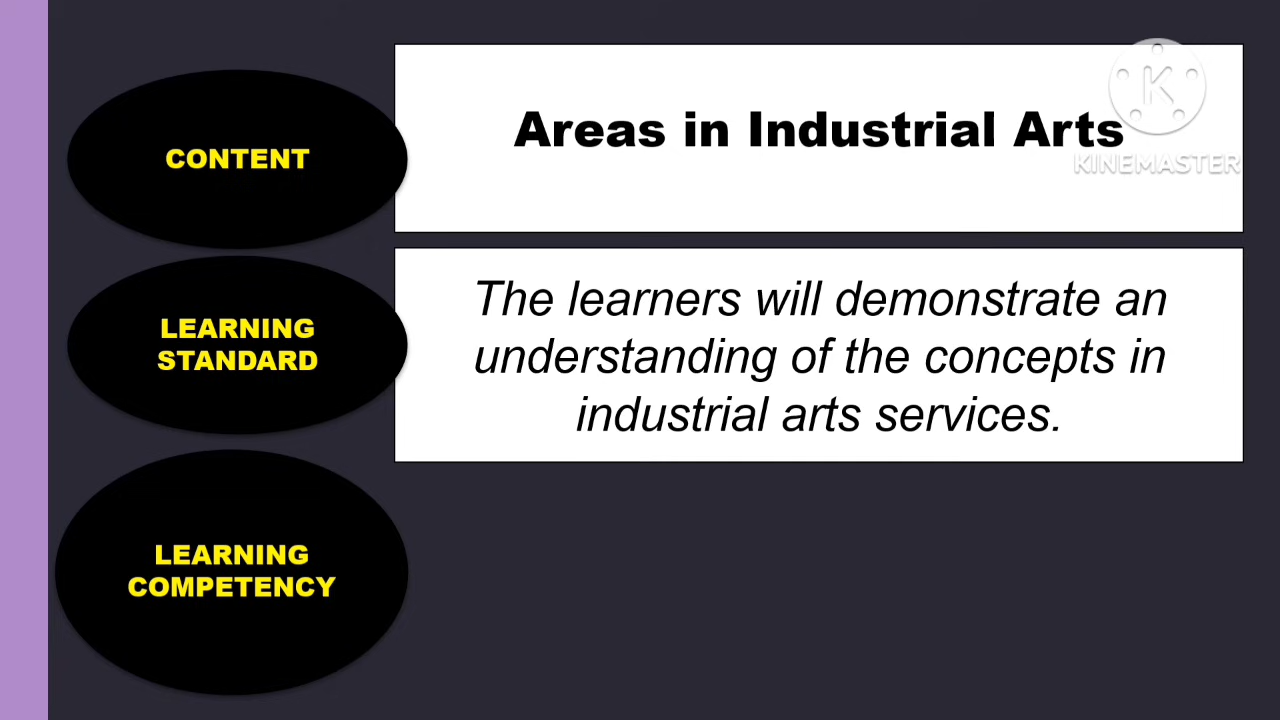 CONTENT
Areas in Industrial Arts
KINEMASTER
LEARNING
STANDARD
The learners will demonstrate an
understanding of the concepts in
industrial arts services.
LEARNING
COMPETENCY